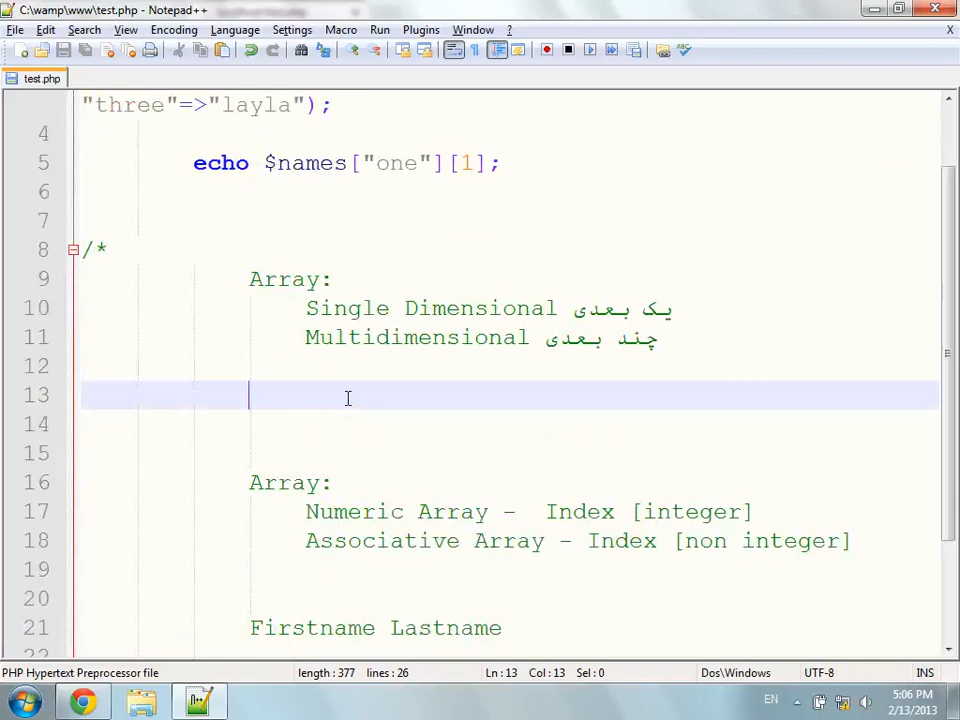 C:\wamp\www\test.php - Notepad++
File Edit Search View Encoding Language Settings Macro Run Plugins Window ? X
test.php
"three"=>"layla");
4
5 echo $names["one"][1];
6
7
8 /*
9 Array:
10 Single Dimensional یک بعدی
11 Multidimensional چند بعدی
12
13
14
15
16 Array:
17 Numeric Array - Index [integer]
18 Associative Array - Index [non integer]
19
20
21 Firstname Lastname
22
PHP Hypertext Preprocessor file length : 377 lines : 26 Ln : 13 Col : 13 Sel : 0 Dos\Windows UTF-8 INS
EN 5:06 PM
2/13/2013